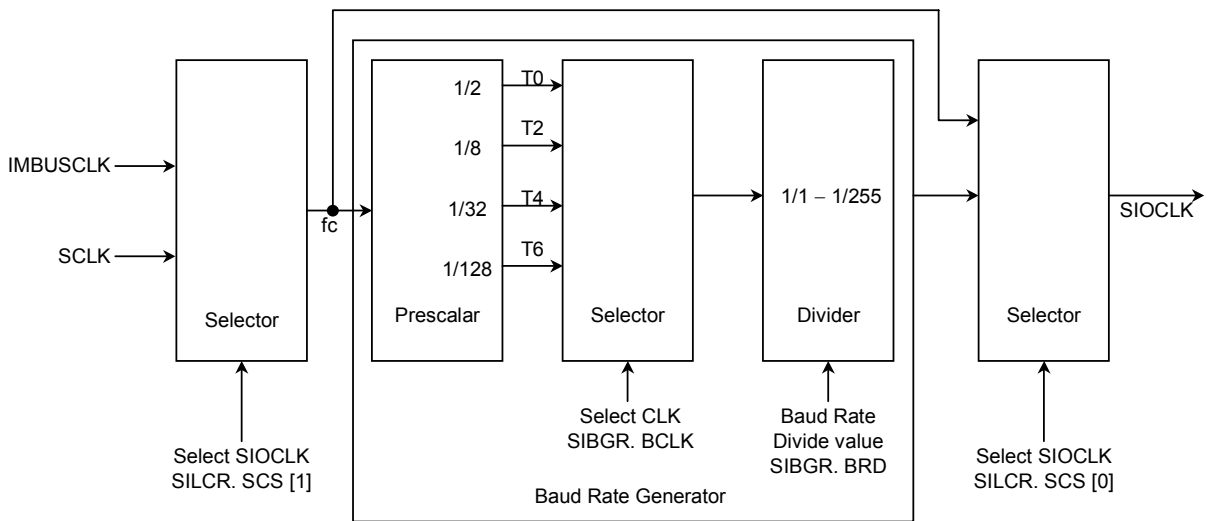 IMBUSCLK
SCLK
Selector
Select SIOCLK
SILCR. SCS [1]
fc
1/2
1/8
1/32
1/128
Prescalar
T0
T2
T4
T6
Selector
Select CLK
SIBGR. BCLK
1/1 – 1/255
Divider
Baud Rate
Divide value
SIBGR. BRD
Baud Rate Generator
Selector
Select SIOCLK
SILCR. SCS [0]
SIOCLK